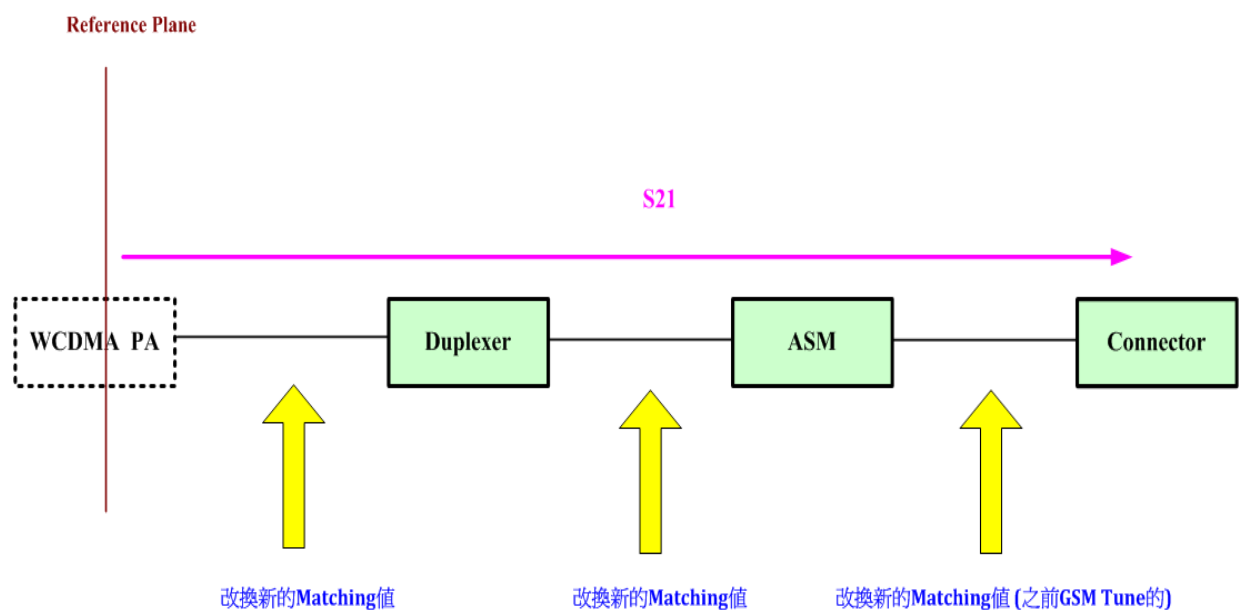 Reference Plane
S21
WCDMA PA
Duplexer
ASM
Connector
改換新的Matching值
改換新的Matching值
改換新的Matching值 (之前GSM Tune的)